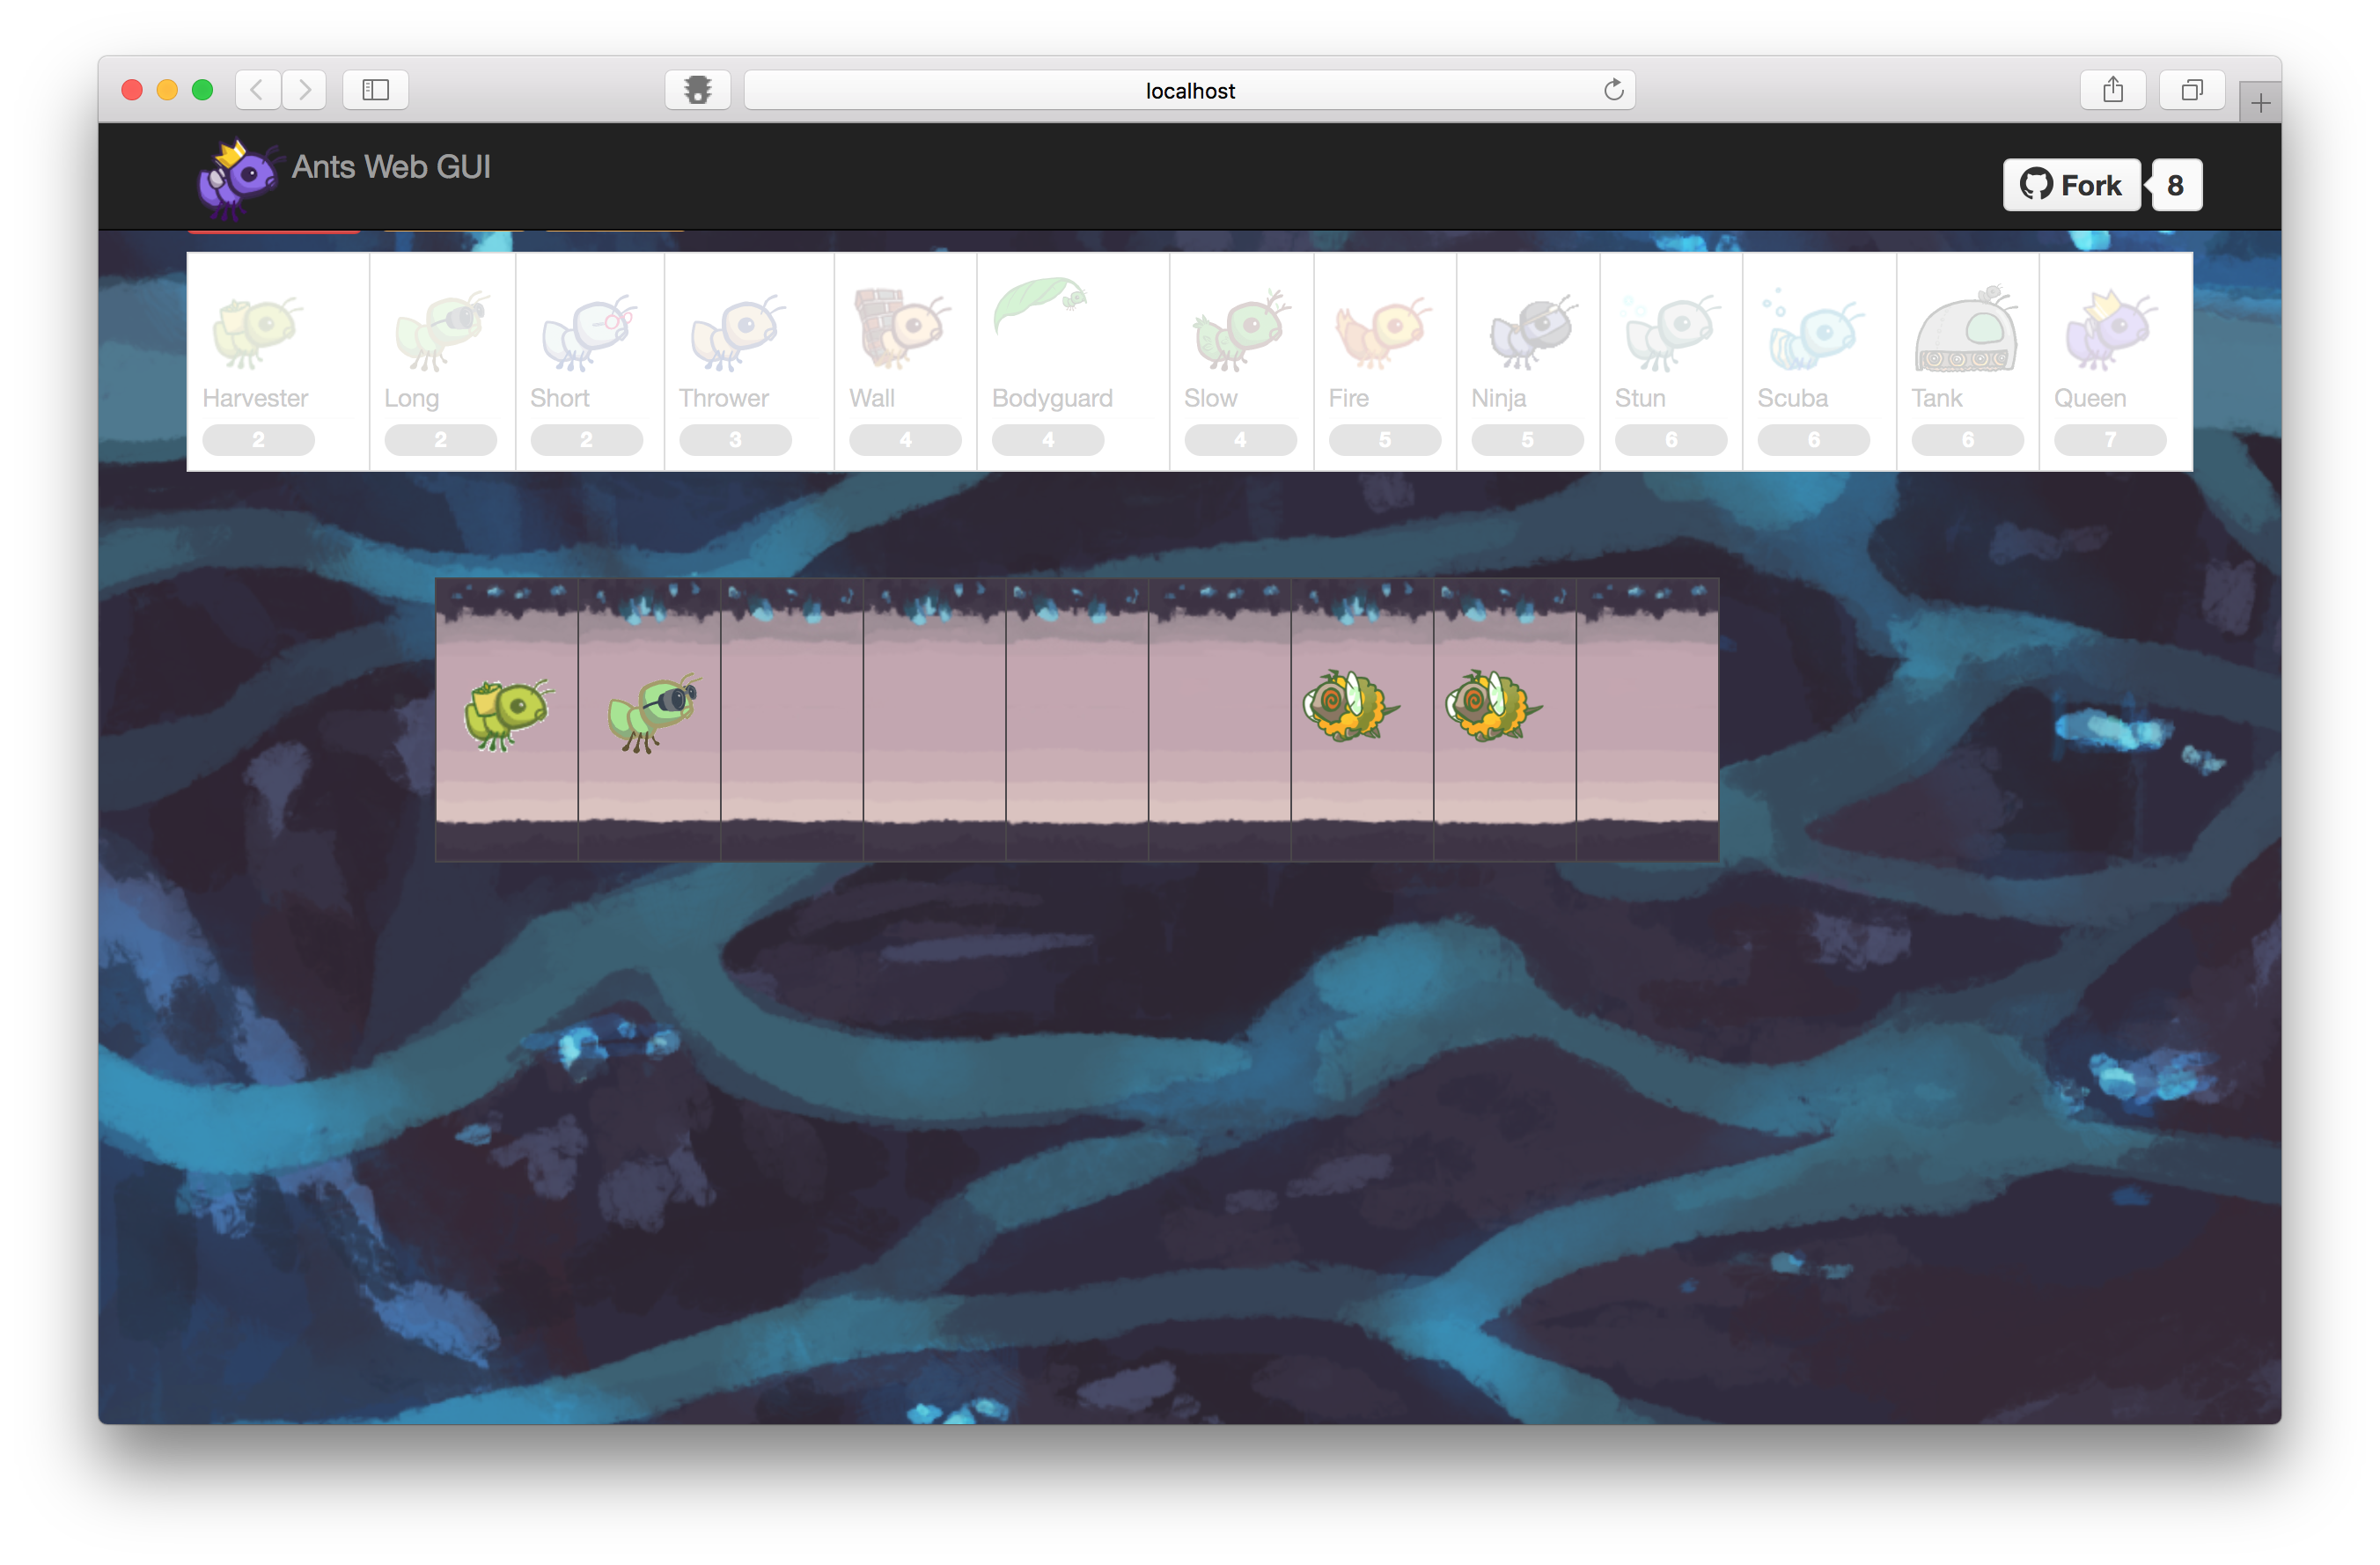 localhost
Ants Web GUI
Fork 8
Harvester Long Short Thrower Wall Bodyguard Slow Fire Ninja Stun Scuba Tank Queen
2 2 2 3 4 4 4 5 5 6 6 6 7